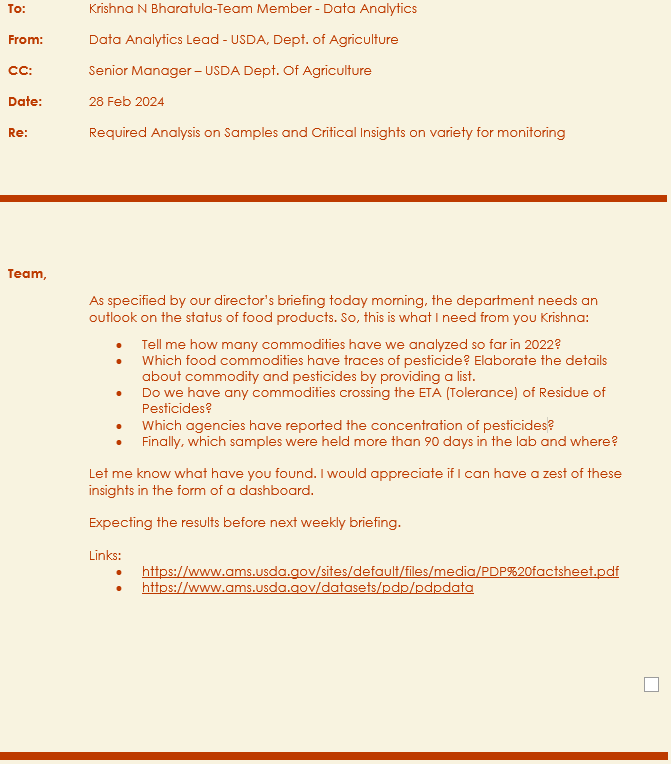 To: Krishna N Bharatula-Team Member - Data Analytics
From: Data Analytics Lead - USDA, Dept. of Agriculture
CC: Senior Manager – USDA Dept. Of Agriculture
Date: 28 Feb 2024
Re: Required Analysis on Samples and Critical Insights on variety for monitoring
Team,
As specified by our director's briefing today morning, the department needs an
outlook on the status of food products. So, this is what I need from you Krishna:
• Tell me how many commodities have we analyzed so far in 2022?
• Which food commodities have traces of pesticide? Elaborate the details
about commodity and pesticides by providing a list.
• Do we have any commodities crossing the ETA (Tolerance) of Residue of
Pesticides?
• Which agencies have reported the concentration of pesticides?
• Finally, which samples were held more than 90 days in the lab and where?
Let me know what have you found. I would appreciate if I can have a zest of these
insights in the form of a dashboard.
Expecting the results before next weekly briefing.
Links:
• https://www.ams.usda.gov/sites/default/files/media/PDP%20factsheet.pdf
• https://www.ams.usda.gov/datasets/pdp/pdpdata